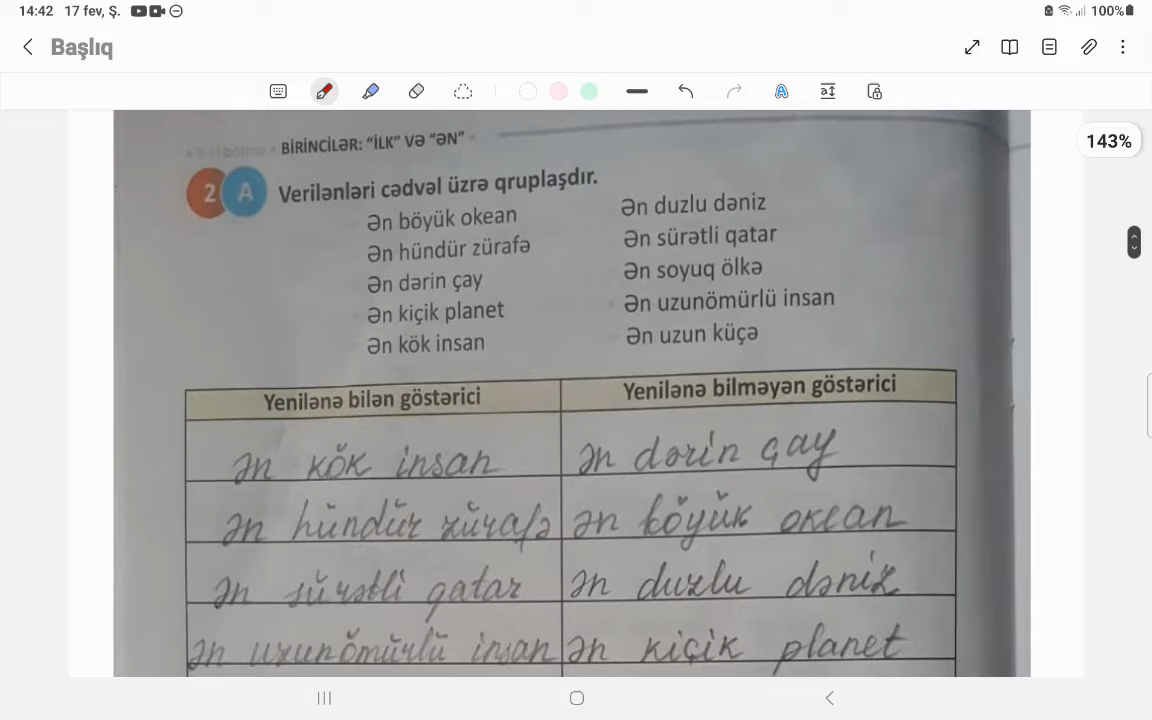 14:42 17 fev, Ş. 100%
Başlıq
143%
BİRİNCİLƏR: "İLK" VƏ "ƏN"
2 A Verilənləri cədvəl üzrə qruplaşdır.
Ən böyük okean
Ən hündür zürafə
Ən dərin çay
Ən kiçik planet
Ən kök insan
Ən duzlu dəniz
Ən sürətli qatar
Ən soyuq ölkə
Ən uzunömürlü insan
Ən uzun küçə
Yenilənə bilən göstərici Yenilənə bilməyən göstərici
Ən kök insan Ən dərin çay
Ən hündür zürafə Ən böyük okean
Ən sürətli qatar Ən duzlu dəniz
Ən uzunömürlü insan Ən kiçik planet